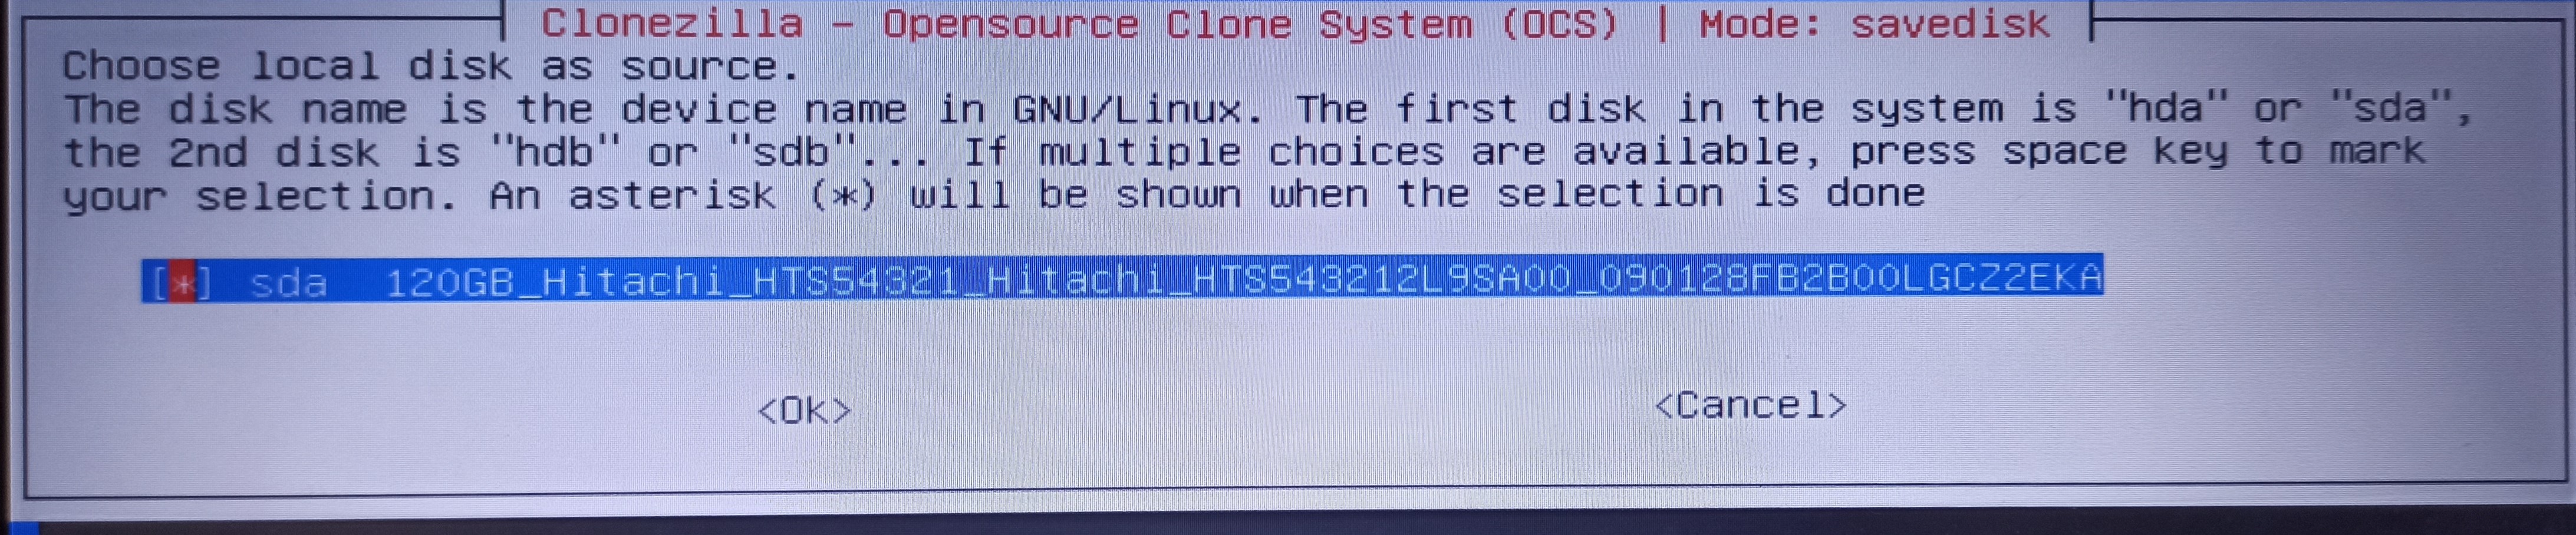 Clonezilla - Opensource Clone System (OCS) | Mode: savedisk
Choose local disk as source.
The disk name is the device name in GNU/Linux. The first disk in the system is "hda" or "sda",
the 2nd disk is "hdb" or "sdb"... If multiple choices are available, press space key to mark
your selection. An asterisk (*) will be shown when the selection is done
[*] sda 120GB_Hitachi_HTS54321_Hitachi_HTS543212L9SA00_090128FB2B00LGCZ2EKA
<Ok> <Cancel>